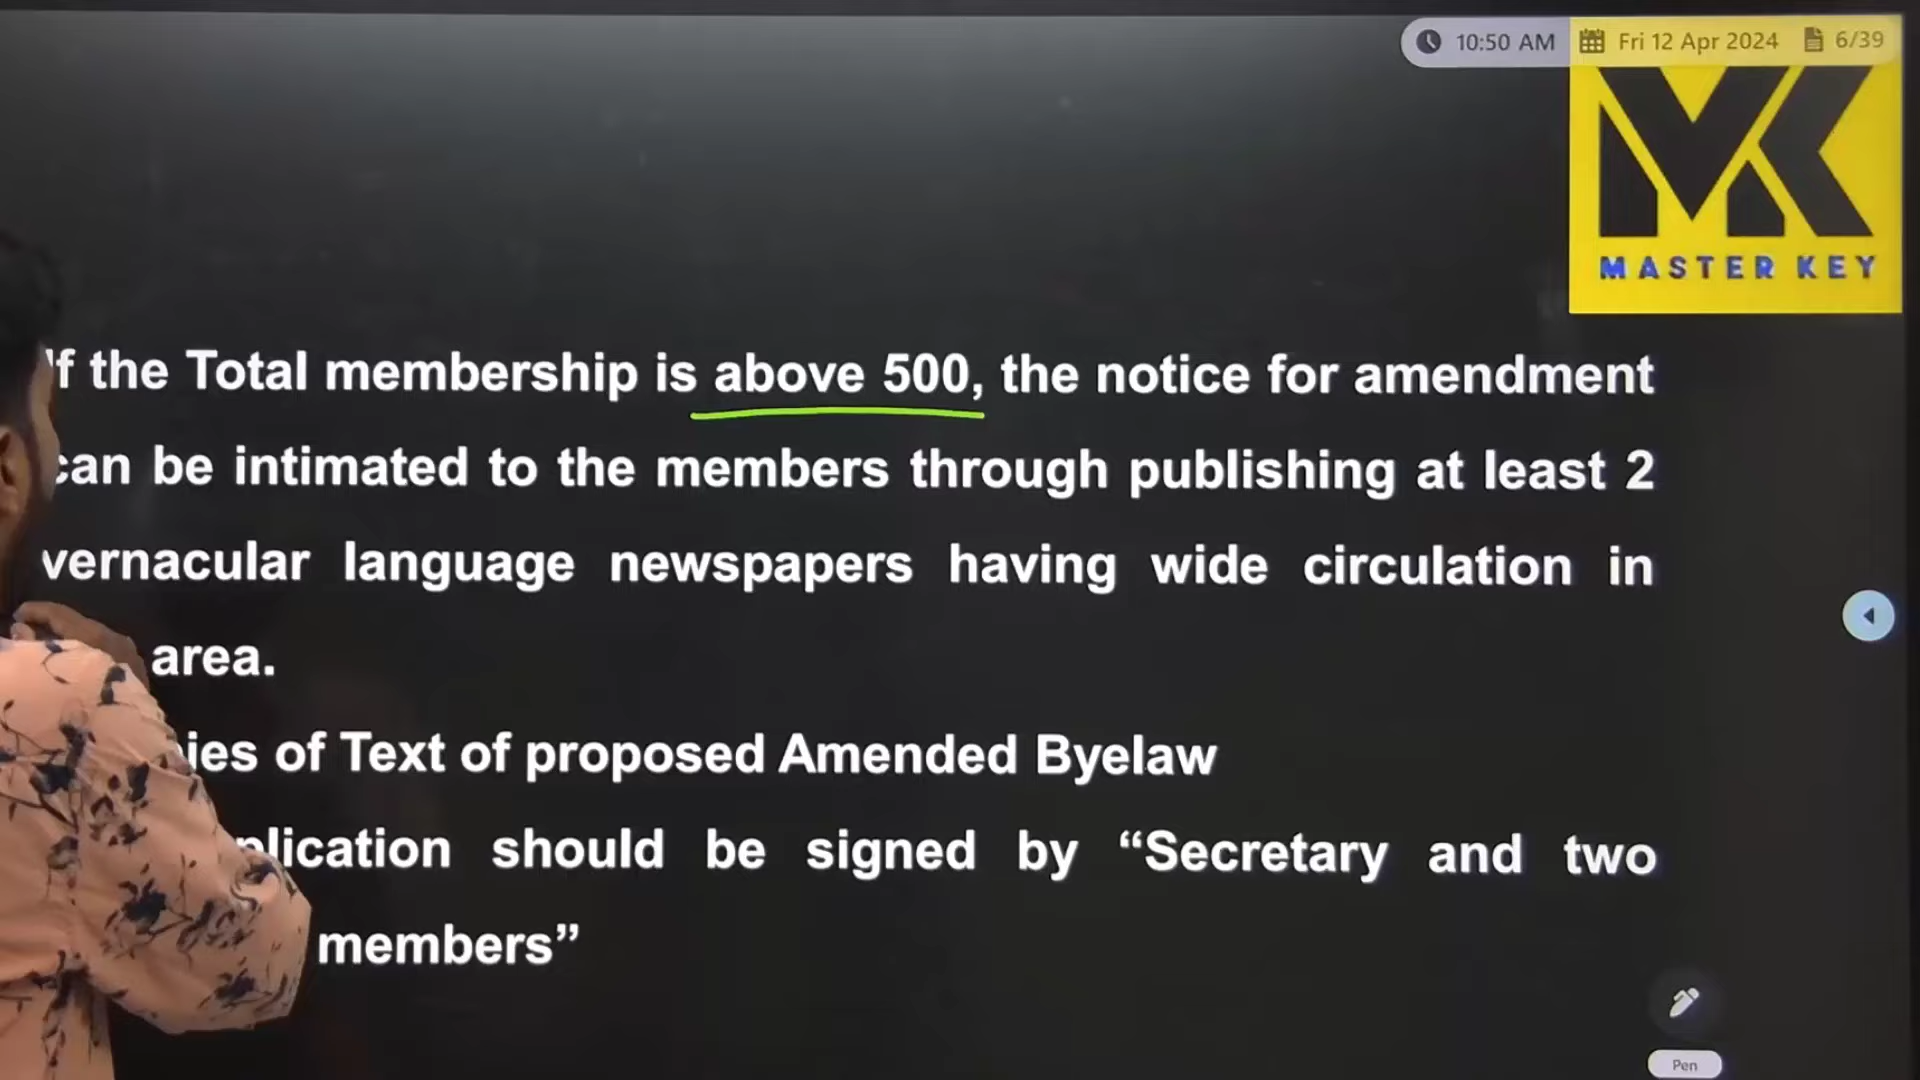 10:50 AM Fri 12 Apr 2024 6/39
MASTER KEY
If the Total membership is above 500, the notice for amendment
can be intimated to the members through publishing at least 2
vernacular language newspapers having wide circulation in
area.
of Text of proposed Amended Byelaw
should be signed by “Secretary and two
members”
Pen